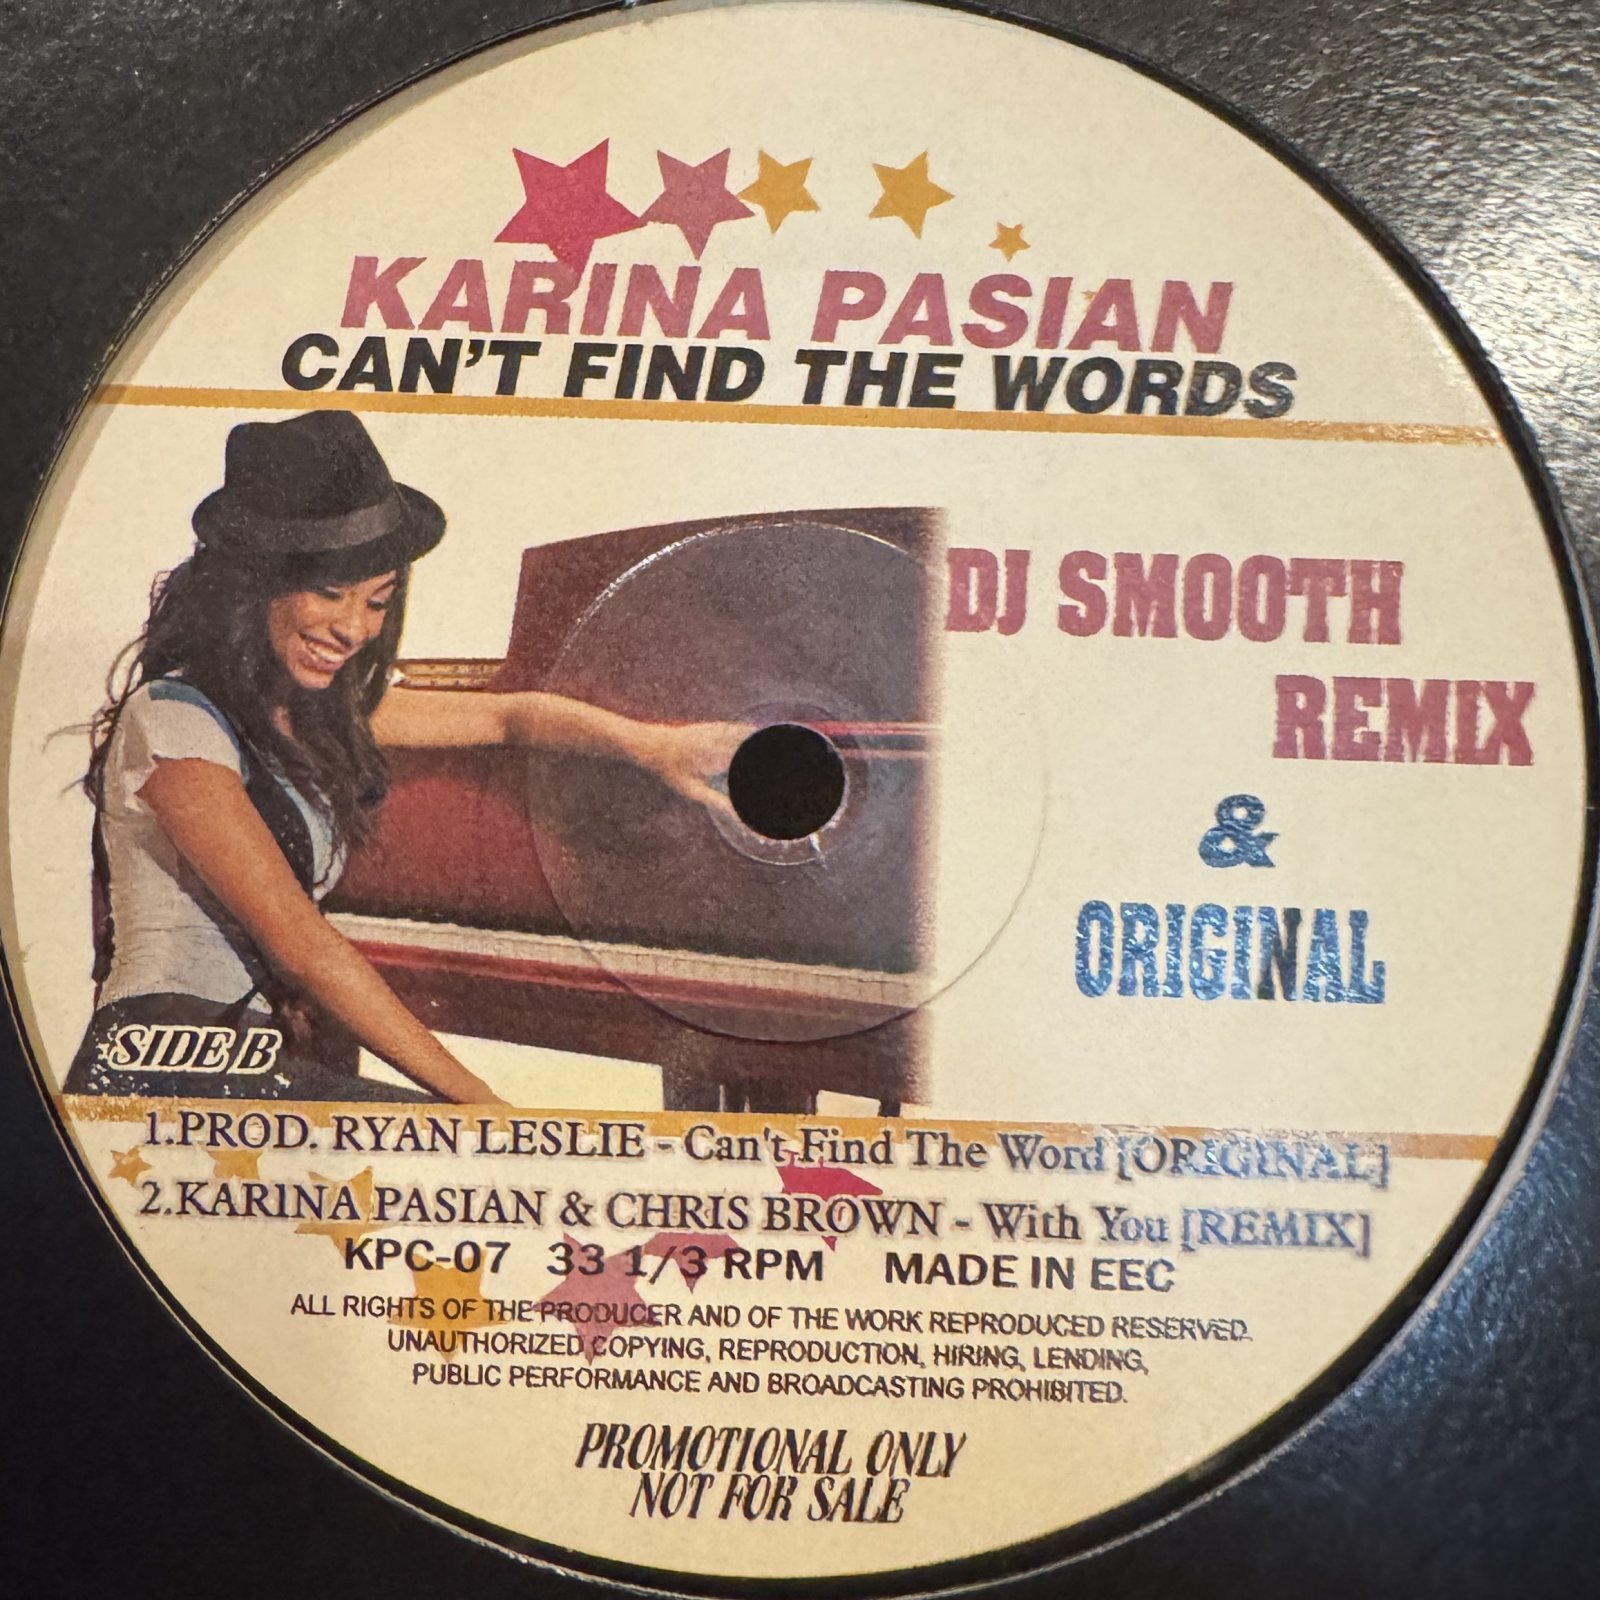 KARINA PASIAN
CAN'T FIND THE WORDS
DJ SMOOTH
REMIX
&
ORIGINAL
SIDE B
1.PROD. RYAN LESLIE - Can't Find The Word [ORIGINAL]
2.KARINA PASIAN & CHRIS BROWN - With You [REMIX]
KPC-07 33 1/3 RPM MADE IN EEC
ALL RIGHTS OF THE PRODUCER AND OF THE WORK REPRODUCED RESERVED.
UNAUTHORIZED COPYING, REPRODUCTION, HIRING, LENDING,
PUBLIC PERFORMANCE AND BROADCASTING PROHIBITED.
PROMOTIONAL ONLY
NOT FOR SALE